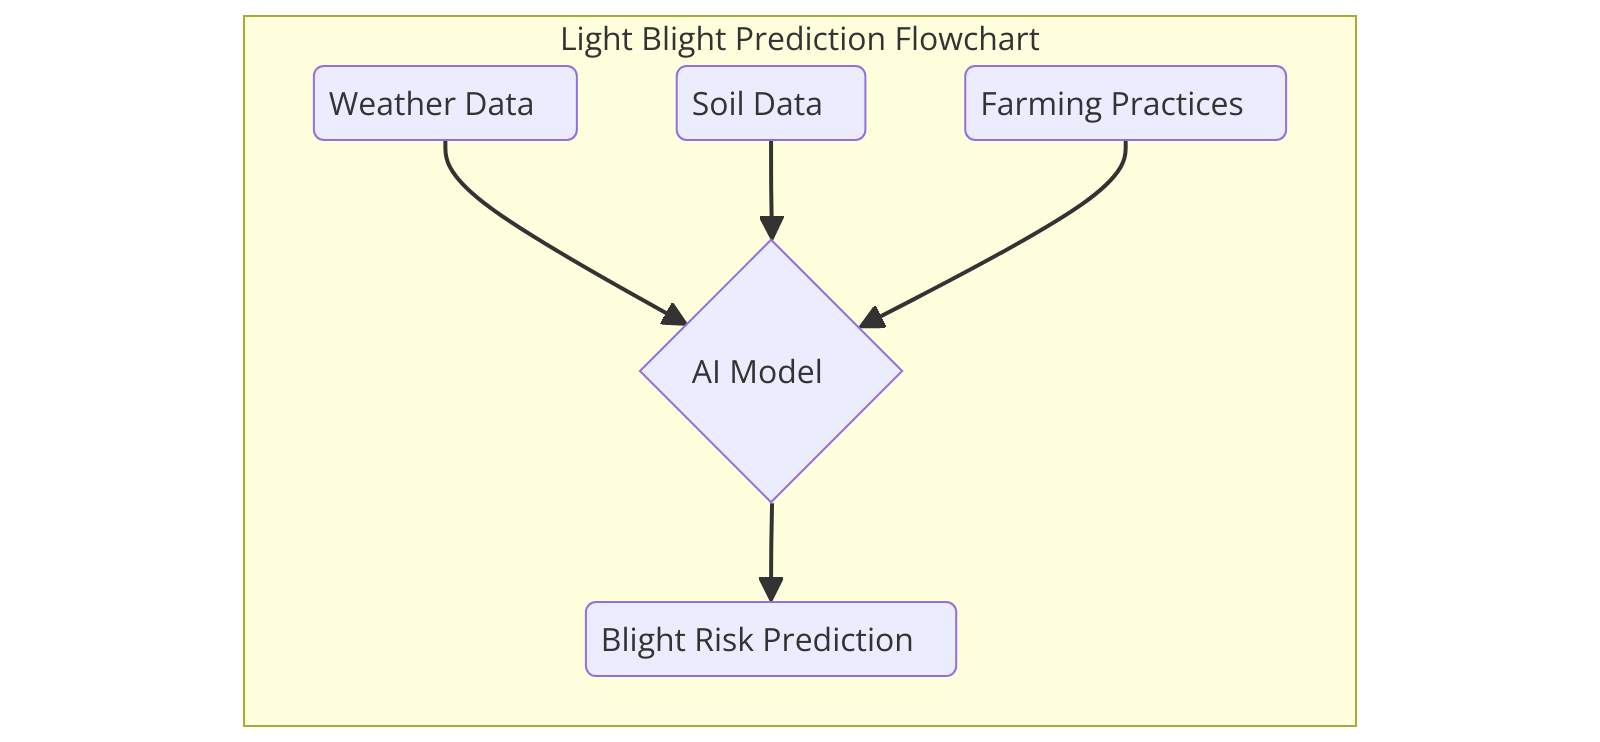 Light Blight Prediction Flowchart
Weather Data
Soil Data
Farming Practices
AI Model
Blight Risk Prediction